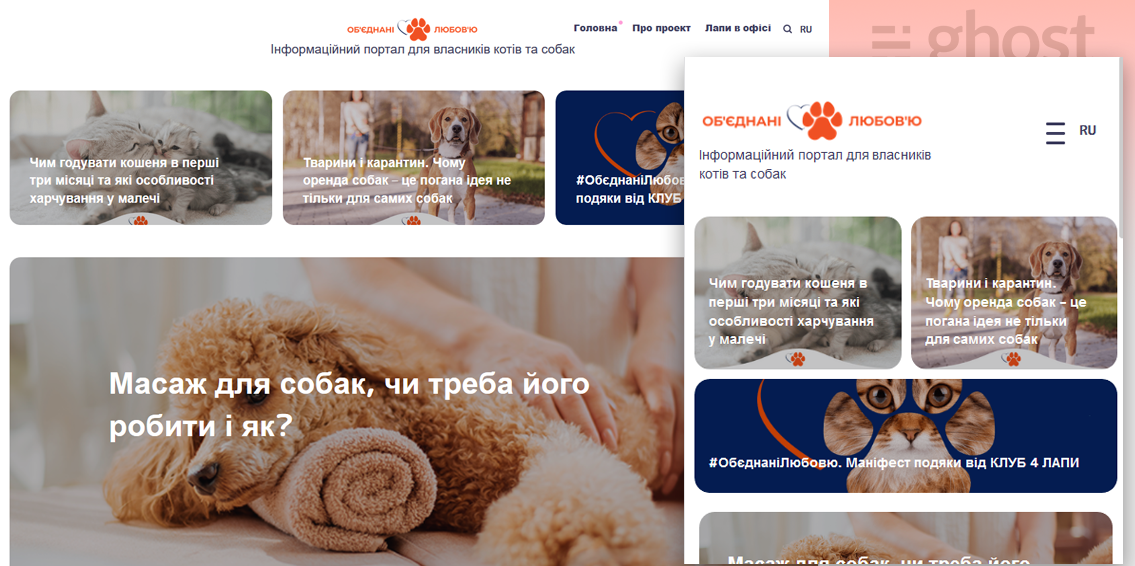 ОБ'ЄДНАНІ ЛЮБОВ'Ю
Інформаційний портал для власників котів та собак
Головна Про проект Лапи в офісі RU
ghost
Чим годувати кошеня в перші
три місяці та які особливості
харчування у малечі
Тварини і карантин. Чому
оренда собак – це погана ідея не
тільки для самих собак
#ОбєднаніЛюбов
подяки від КЛУБ
Масаж для собак, чи треба його
робити і як?
ОБ'ЄДНАНІ ЛЮБОВ'Ю
RU
Інформаційний портал для власників
котів та собак
Чим годувати кошеня в
перші три місяці та які
особливості харчування
у малечі
Тварини і карантин.
Чому оренда собак – це
погана ідея не тільки
для самих собак
#ОбєднаніЛюбовю. Маніфест подяки від КЛУБ 4 ЛАПИ
Масаж для собак, чи треба його